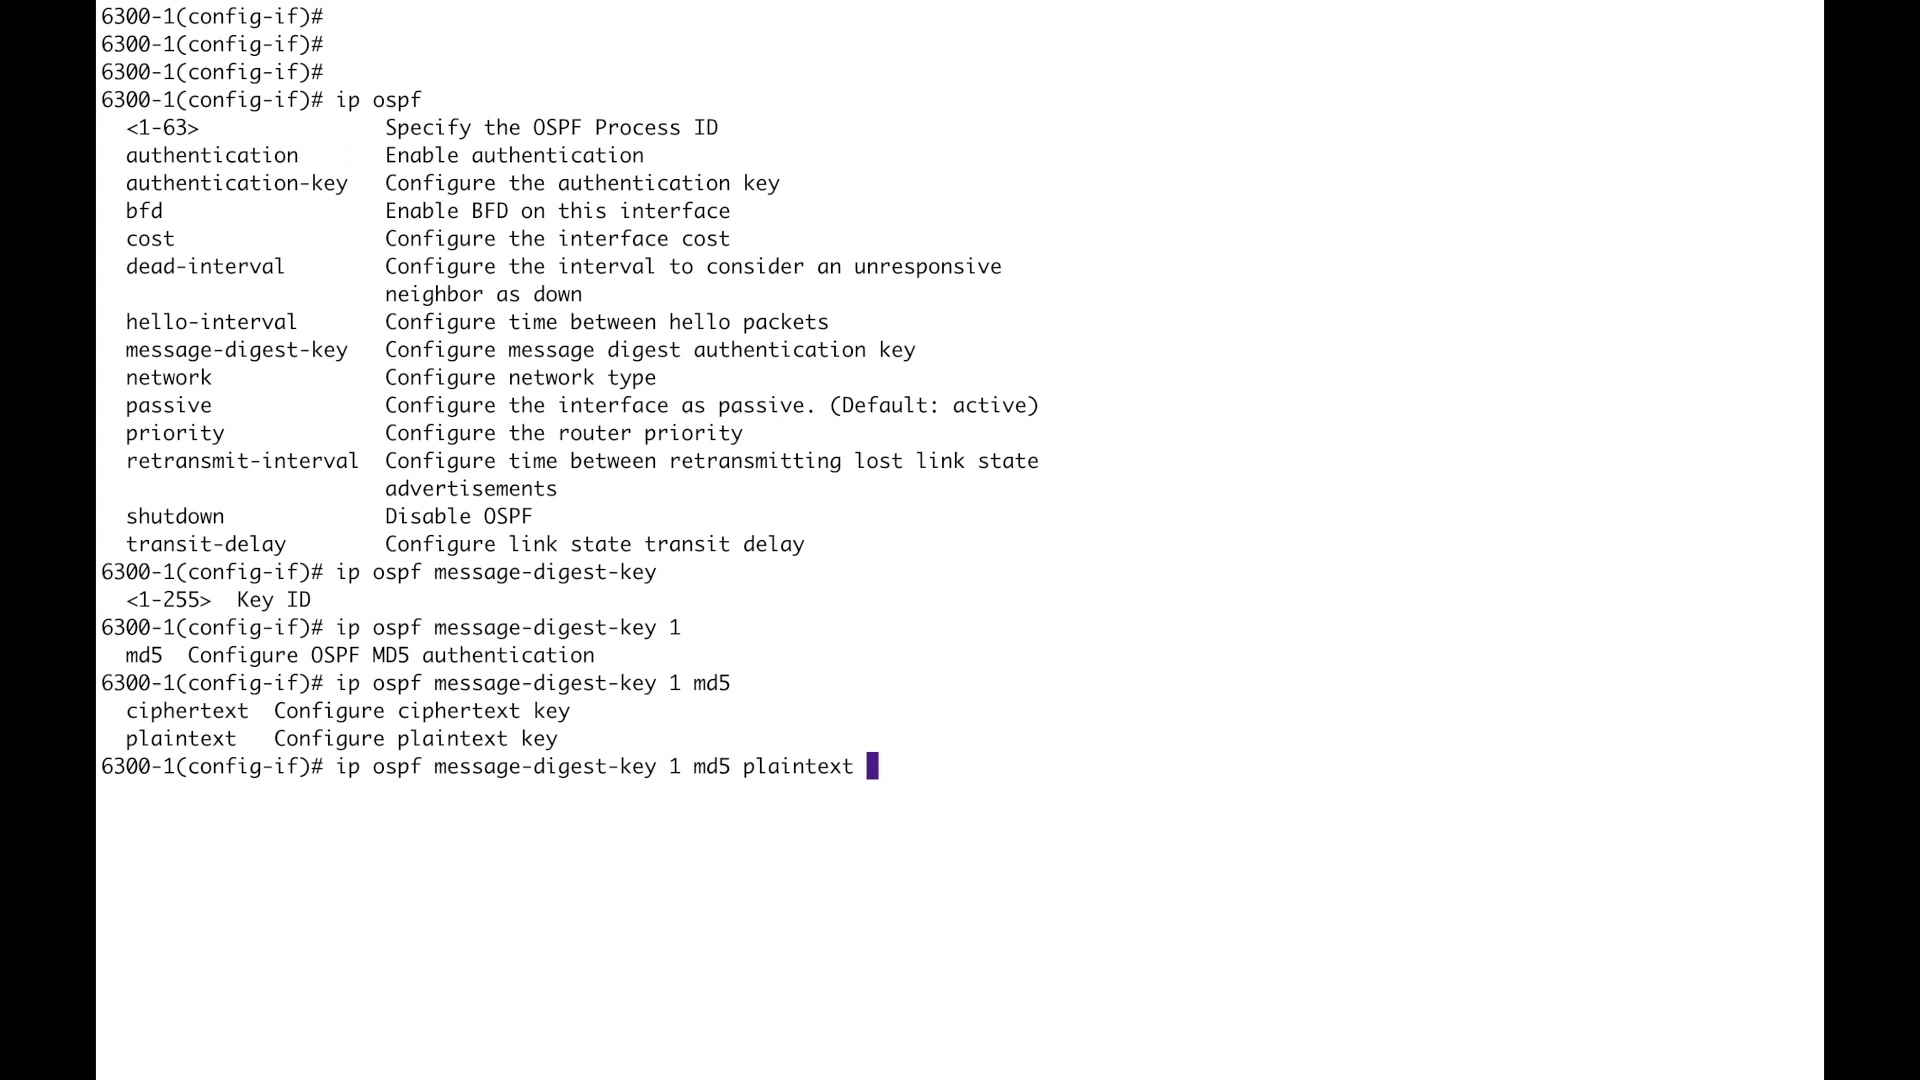 6300-1(config-if)#
6300-1(config-if)#
6300-1(config-if)#
6300-1(config-if)# ip ospf
<1-63> Specify the OSPF Process ID
authentication Enable authentication
authentication-key Configure the authentication key
bfd Enable BFD on this interface
cost Configure the interface cost
dead-interval Configure the interval to consider an unresponsive
neighbor as down
hello-interval Configure time between hello packets
message-digest-key Configure message digest authentication key
network Configure network type
passive Configure the interface as passive. (Default: active)
priority Configure the router priority
retransmit-interval Configure time between retransmitting lost link state
advertisements
shutdown Disable OSPF
transit-delay Configure link state transit delay
6300-1(config-if)# ip ospf message-digest-key
<1-255> Key ID
6300-1(config-if)# ip ospf message-digest-key 1
md5 Configure OSPF MD5 authentication
6300-1(config-if)# ip ospf message-digest-key 1 md5
ciphertext Configure ciphertext key
plaintext Configure plaintext key
6300-1(config-if)# ip ospf message-digest-key 1 md5 plaintext